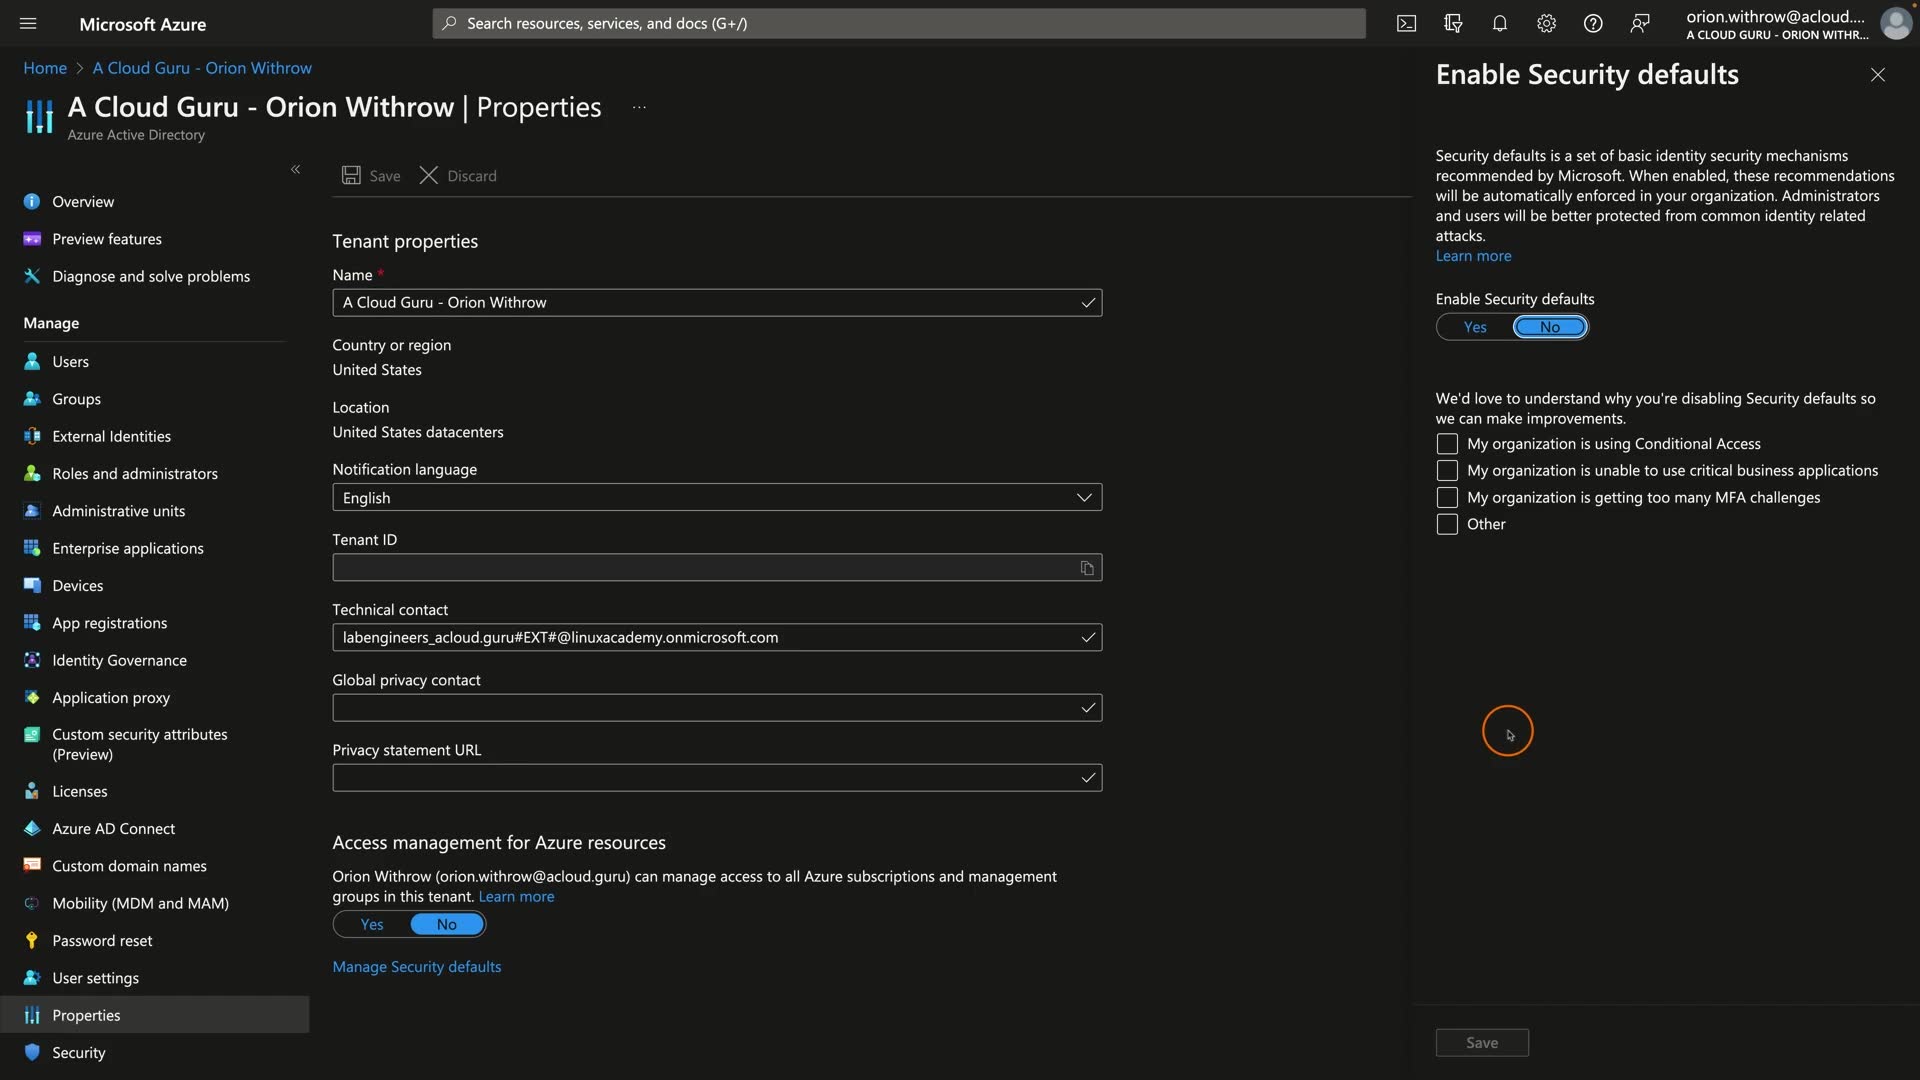 Microsoft Azure
Search resources, services, and docs (G+/)
orion.withrow@acloud....
A CLOUD GURU - ORION WITHR...
Home > A Cloud Guru - Orion Withrow
A Cloud Guru - Orion Withrow | Properties ...
Azure Active Directory
«
Overview
Preview features
Diagnose and solve problems
Manage
Users
Groups
External Identities
Roles and administrators
Administrative units
Enterprise applications
Devices
App registrations
Identity Governance
Application proxy
Custom security attributes
(Preview)
Licenses
Azure AD Connect
Custom domain names
Mobility (MDM and MAM)
Password reset
User settings
Properties
Security
Save
Discard
Tenant properties
Name *
A Cloud Guru - Orion Withrow
Country or region
United States
Location
United States datacenters
Notification language
English
Tenant ID
Technical contact
labengineers_acloud.guru#EXT#@linuxacademy.onmicrosoft.com
Global privacy contact
Privacy statement URL
Access management for Azure resources
Orion Withrow (orion.withrow@acloud.guru) can manage access to all Azure subscriptions and management
groups in this tenant. Learn more
Yes No
Manage Security defaults
Enable Security defaults
Security defaults is a set of basic identity security mechanisms
recommended by Microsoft. When enabled, these recommendations
will be automatically enforced in your organization. Administrators
and users will be better protected from common identity related
attacks.
Learn more
Enable Security defaults
Yes No
We'd love to understand why you're disabling Security defaults so
we can make improvements.
My organization is using Conditional Access
My organization is unable to use critical business applications
My organization is getting too many MFA challenges
Other
Save